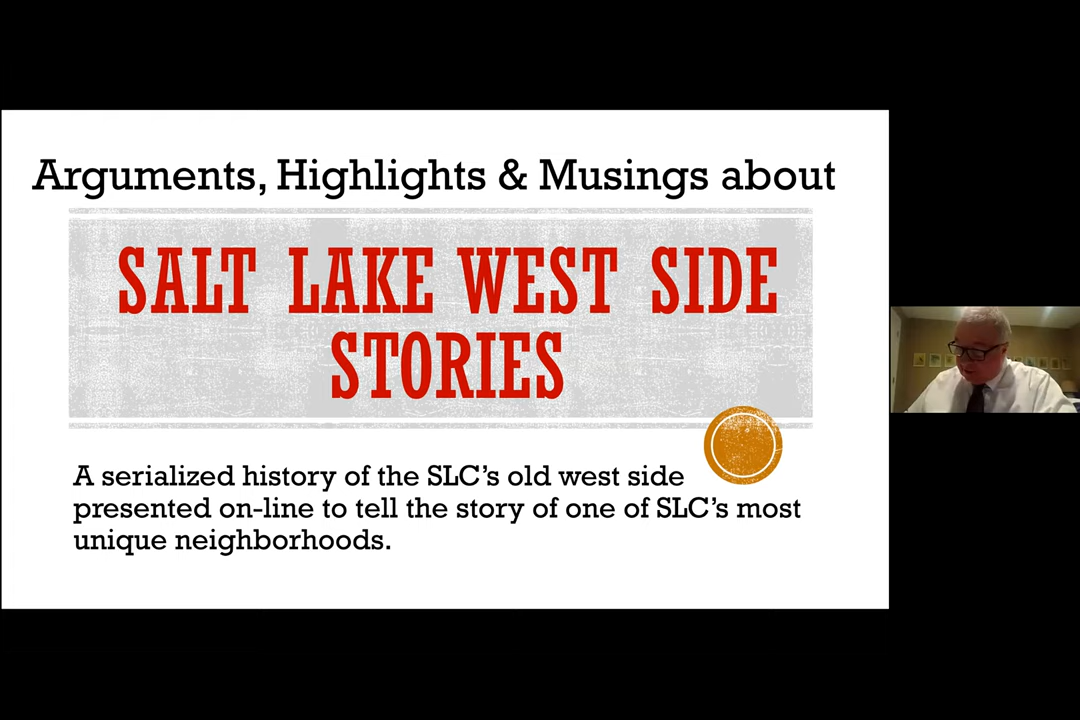 Arguments, Highlights & Musings about
SALT LAKE WEST SIDE
STORIES
A serialized history of the SLC’s old west side
presented on-line to tell the story of one of SLC’s most
unique neighborhoods.